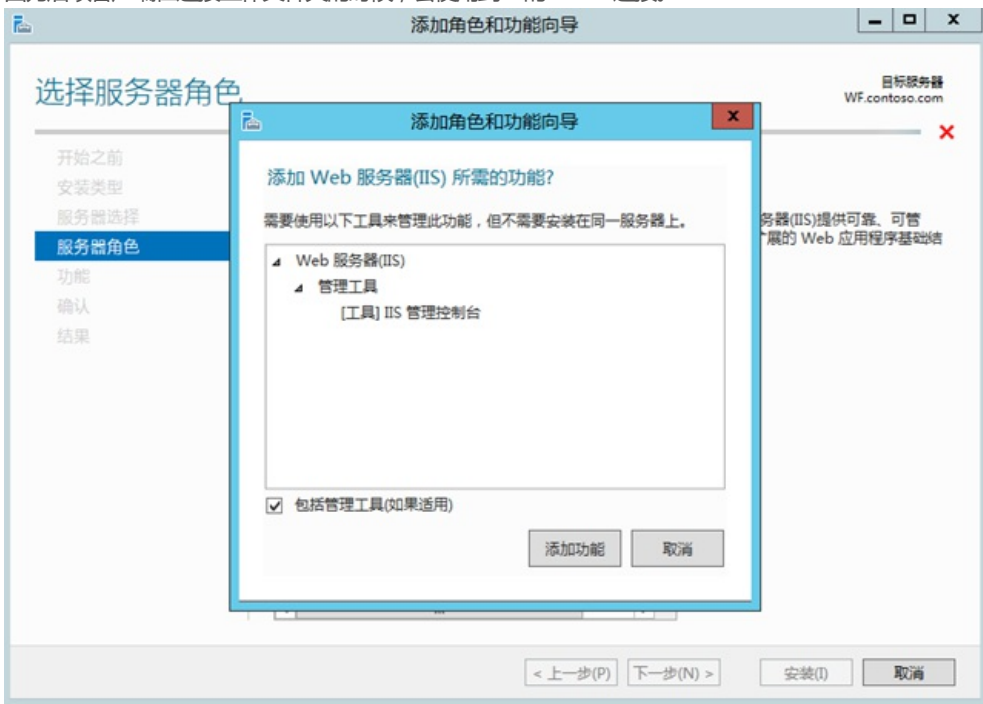 添加角色和功能向导
选择服务器角色
目标服务器
WF.contoso.com
开始之前
安装类型
服务器选择
服务器角色
功能
确认
结果
添加角色和功能向导
添加 Web 服务器(IIS) 所需的功能?
需要使用以下工具来管理此功能，但不需要安装在同一服务器上。
Web 服务器(IIS)
管理工具
[工具] IIS 管理控制台
包括管理工具(如果适用)
添加功能
取消
务器(IIS)提供可靠、可管
展的 Web 应用程序基础结
< 上一步(P)
下一步(N) >
安装(I)
取消